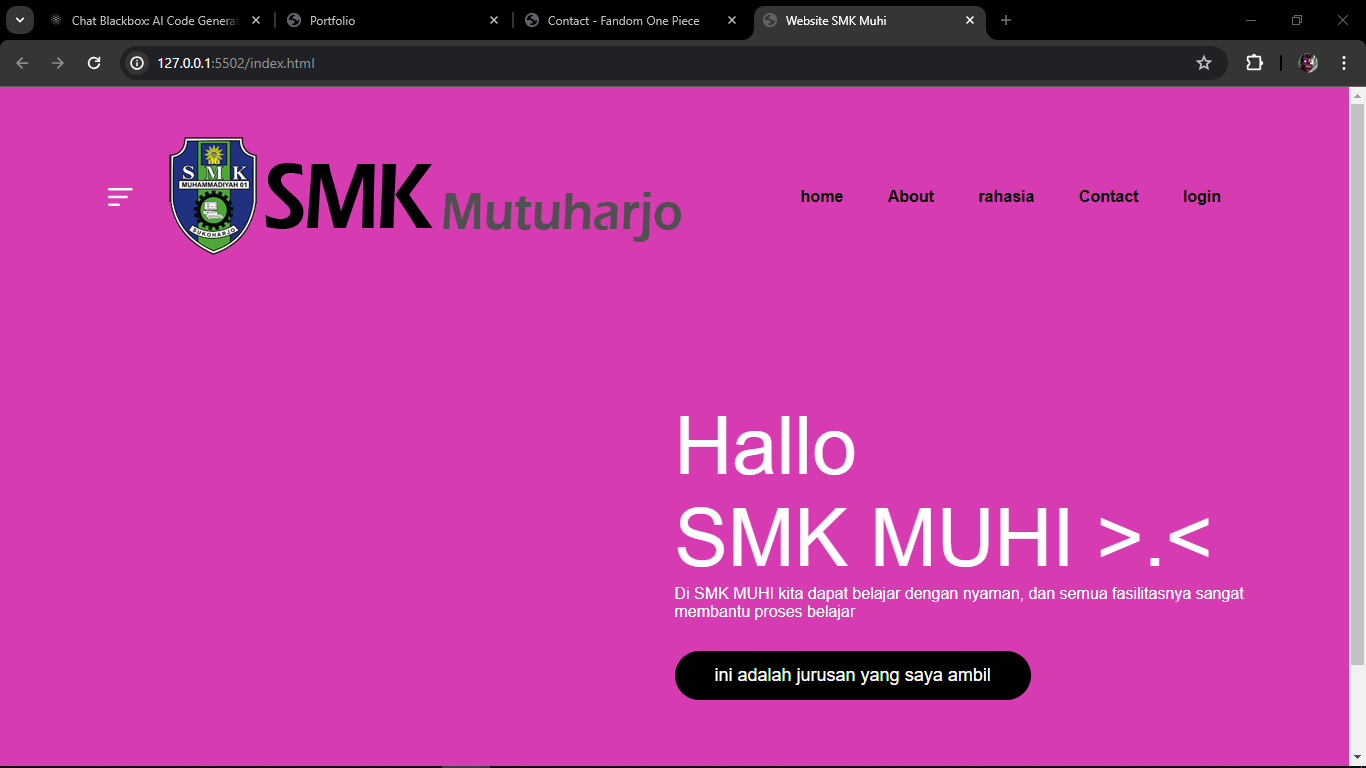 Chat Blackbox: AI Code Generat
Portfolio
Contact - Fandom One Piece
Website SMK Muhi
127.0.0.1:5502/index.html
SMK
MUHAMMADIYAH 01
SUKOHARJO
SMK Mutuharjo
home
About
rahasia
Contact
login
Hallo
SMK MUHI >.<
Di SMK MUHI kita dapat belajar dengan nyaman, dan semua fasilitasnya sangat
membantu proses belajar
ini adalah jurusan yang saya ambil